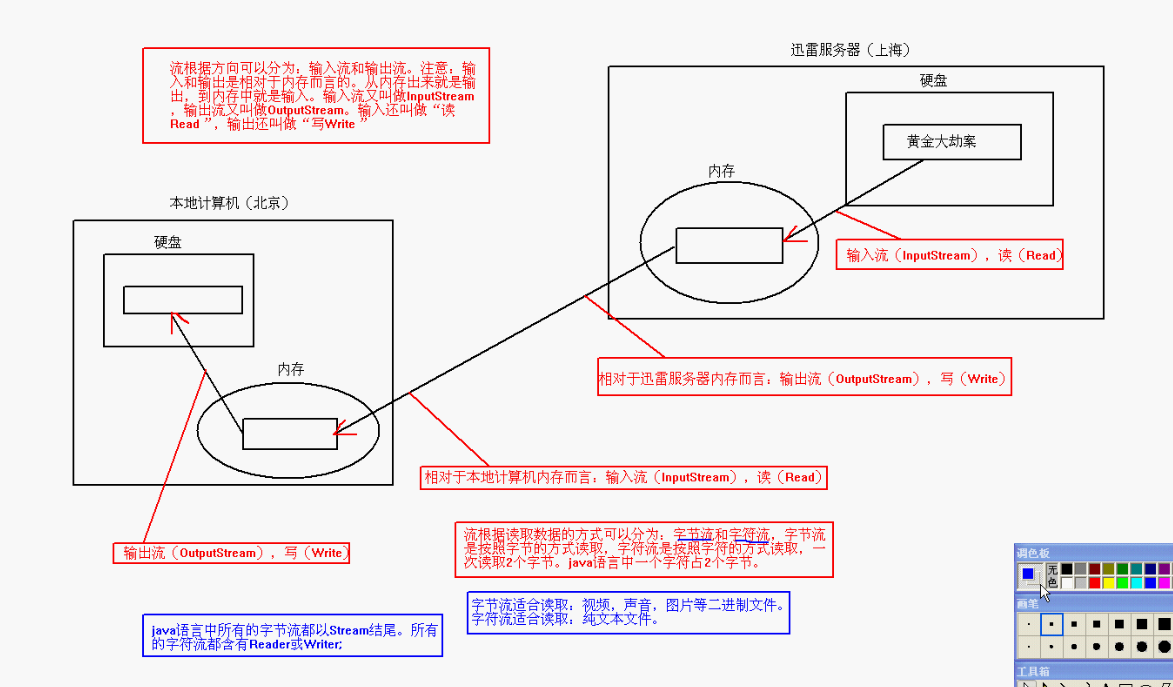 迅雷服务器（上海）
流根据方向可以分为：输入流和输出流。注意：输
入和输出是相对于内存而言的。从内存出来就是输
出，到内存中就是输入。输入流又叫做InputStream
，输出流又叫做OutputStream。输入还叫做“读
Read ”，输出还叫做“写Write ”
硬盘
黄金大劫案
内存
本地计算机（北京）
硬盘
输入流（InputStream），读（Read）
内存
相对于迅雷服务器内存而言：输出流（OutputStream），写（Write）
相对于本地计算机内存而言：输入流（InputStream），读（Read）
输出流（OutputStream），写（Write）
流根据读取数据的方式可以分为：字节流和字符流，字节流
是按照字节的方式读取，字符流是按照字符的方式读取，一
次读取2个字节。java语言中一个字符占2个字节。
字节流适合读取：视频，声音，图片等二进制文件。
字符流适合读取：纯文本文件。
java语言中所有的字节流都以Stream结尾。所有
的字符流都含有Reader或Writer;
调色板
无
色
画笔
工具箱